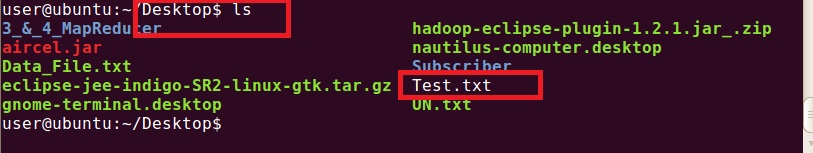 user@ubuntu:~/Desktop$ ls
3_&_4_MapReducer hadoop-eclipse-plugin-1.2.1.jar_.zip
aircel.jar nautilus-computer.desktop
Data_File.txt Subscriber
eclipse-jee-indigo-SR2-linux-gtk.tar.gz Test.txt
gnome-terminal.desktop UN.txt
user@ubuntu:~/Desktop$